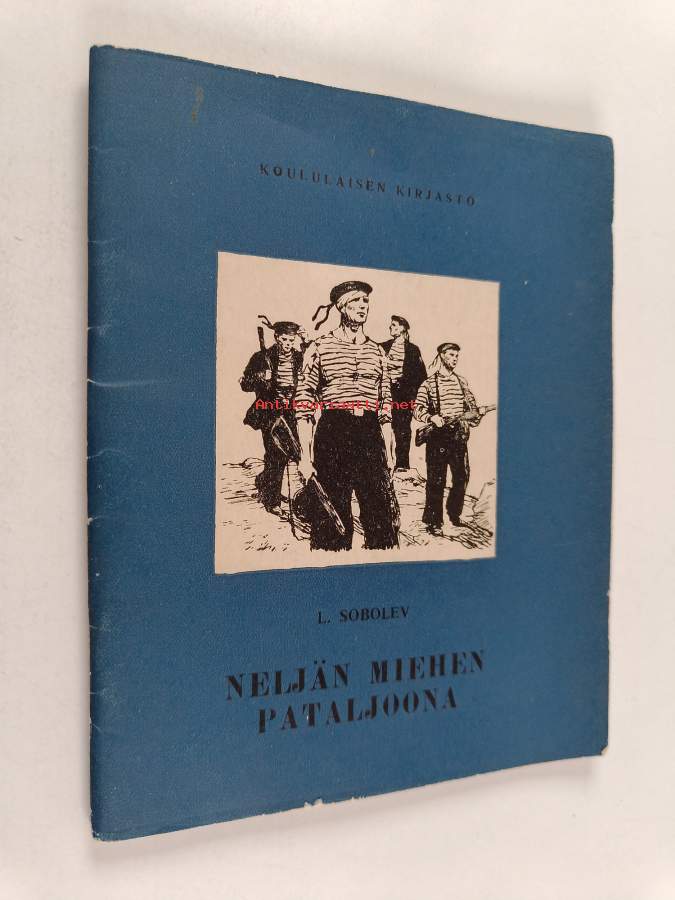 KOULULAISEN KIRJASTO
Antikvariaatti.net
L. SOBOLEV
NELJÄN MIEHEN
PATALJOONA